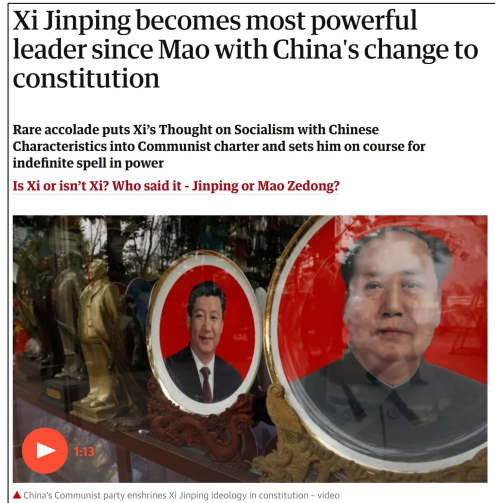 Xi Jinping becomes most powerful
leader since Mao with China's change to
constitution
Rare accolade puts Xi's Thought on Socialism with Chinese
Characteristics into Communist charter and sets him on course for
indefinite spell in power
Is Xi or isn't Xi? Who said it - Jinping or Mao Zedong?
1:13
China's Communist party enshrines Xi Jinping ideology in constitution – video